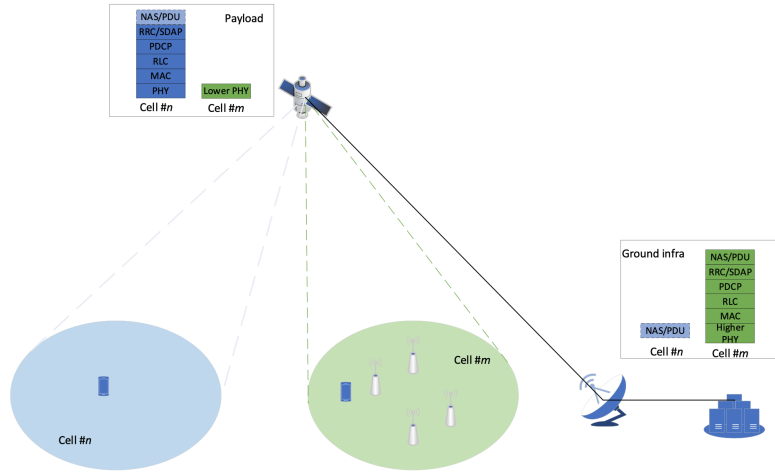 NAS/PDU
Payload
RRC/SDAP
PDCP
RLC
MAC
PHY
Lower PHY
Cell #n
Cell #m
Ground infra
NAS/PDU
RRC/SDAP
PDCP
RLC
MAC
NAS/PDU
Higher
PHY
Cell #n
Cell #m
Cell #m
Cell #n